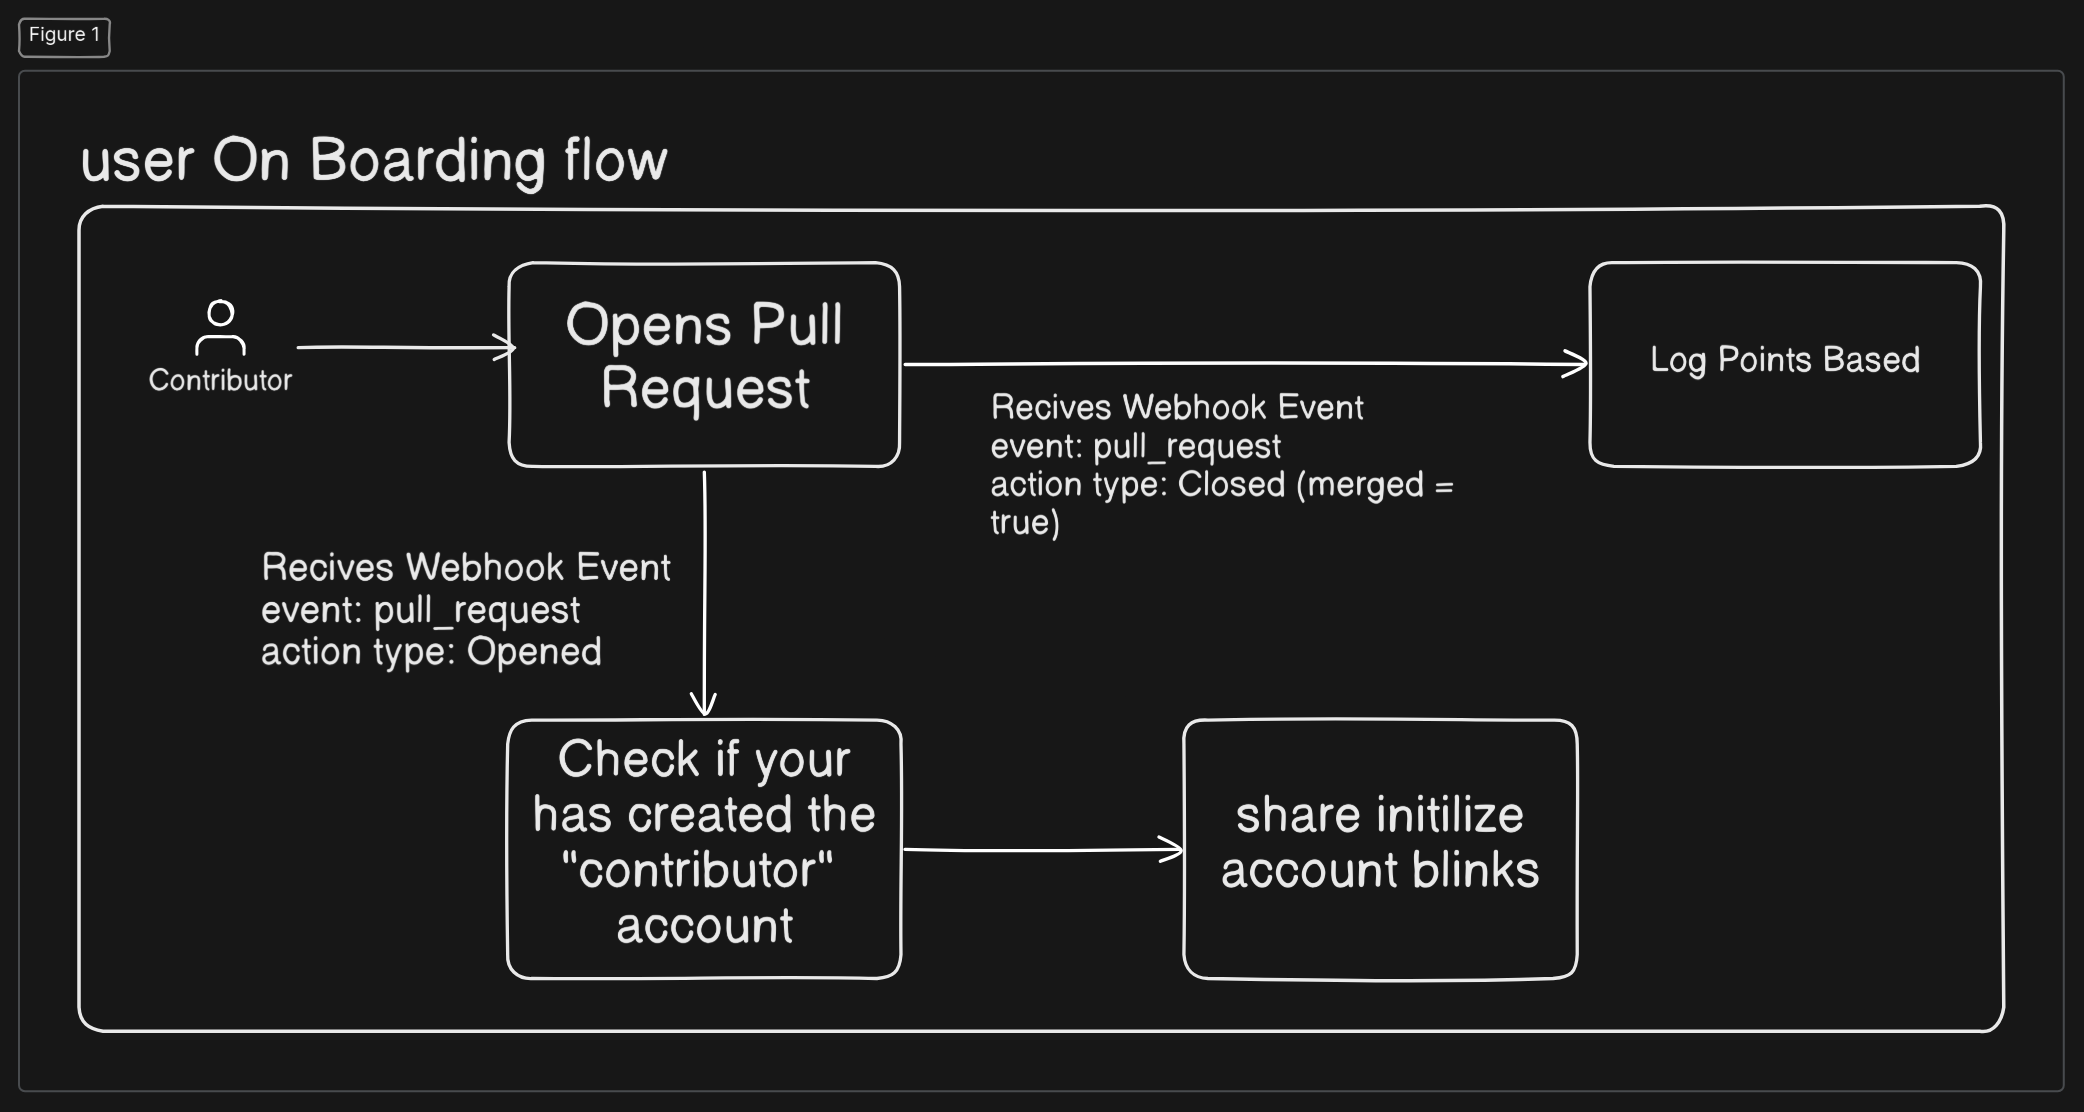 Figure 1
user On Boarding flow
Contributor
Opens Pull
Request
Recives Webhook Event
event: pull_request
action type: Closed (merged =
true)
Log Points Based
Recives Webhook Event
event: pull_request
action type: Opened
Check if your
has created the
"contributor"
account
share initilize
account blinks